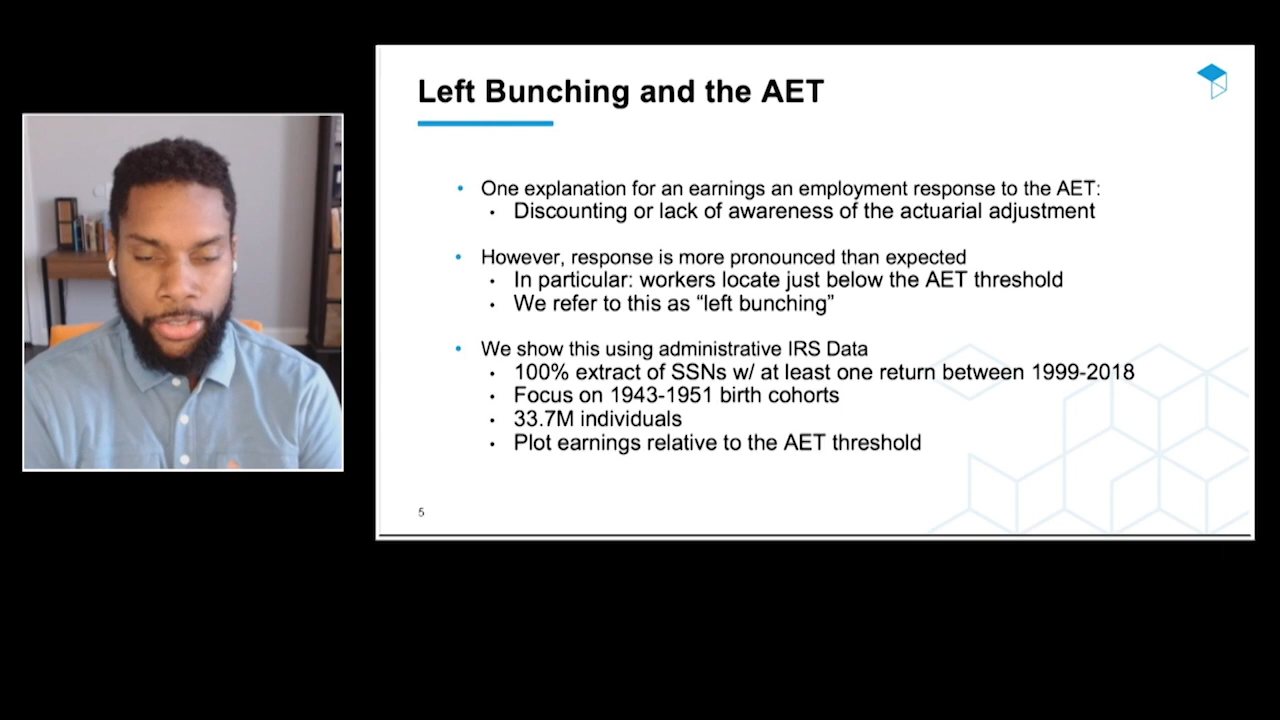 Left Bunching and the AET
• One explanation for an earnings an employment response to the AET:
• Discounting or lack of awareness of the actuarial adjustment
• However, response is more pronounced than expected
• In particular: workers locate just below the AET threshold
• We refer to this as “left bunching”
• We show this using administrative IRS Data
• 100% extract of SSNs w/ at least one return between 1999-2018
• Focus on 1943-1951 birth cohorts
• 33.7M individuals
• Plot earnings relative to the AET threshold
5